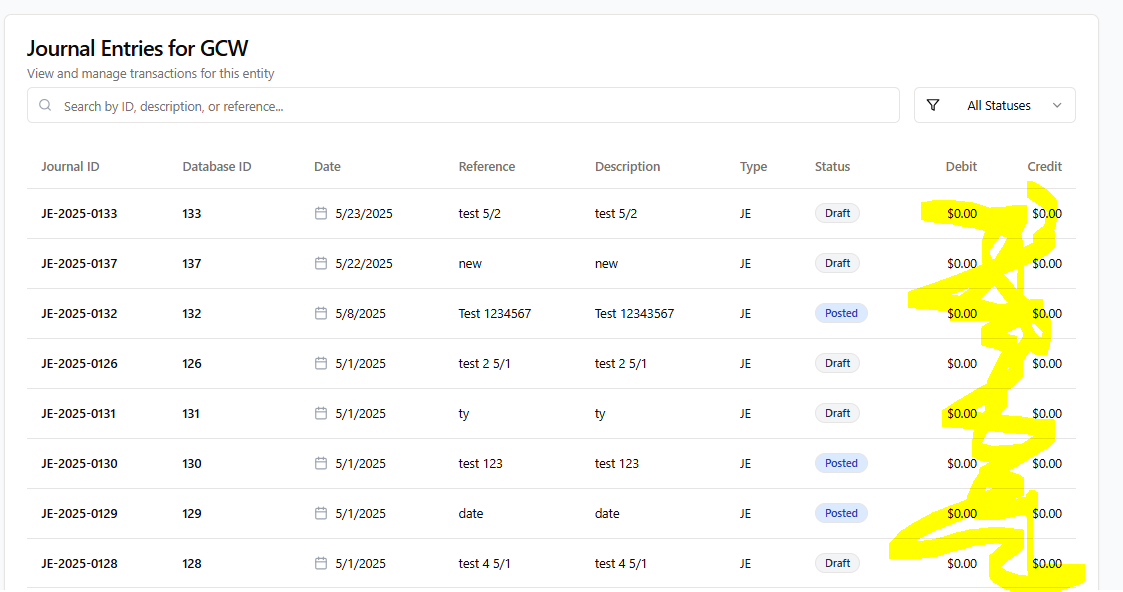 Journal Entries for GCW
View and manage transactions for this entity
Search by ID, description, or reference... All Statuses
Journal ID Database ID Date Reference Description Type Status Debit Credit
JE-2025-0133 133 5/23/2025 test 5/2 test 5/2 JE Draft $0.00 $0.00
JE-2025-0137 137 5/22/2025 new new JE Draft $0.00 $0.00
JE-2025-0132 132 5/8/2025 Test 1234567 Test 12343567 JE Posted $0.00 $0.00
JE-2025-0126 126 5/1/2025 test 2 5/1 test 2 5/1 JE Draft $0.00 $0.00
JE-2025-0131 131 5/1/2025 ty ty JE Draft $0.00 $0.00
JE-2025-0130 130 5/1/2025 test 123 test 123 JE Posted $0.00 $0.00
JE-2025-0129 129 5/1/2025 date date JE Posted $0.00 $0.00
JE-2025-0128 128 5/1/2025 test 4 5/1 test 4 5/1 JE Draft $0.00 $0.00